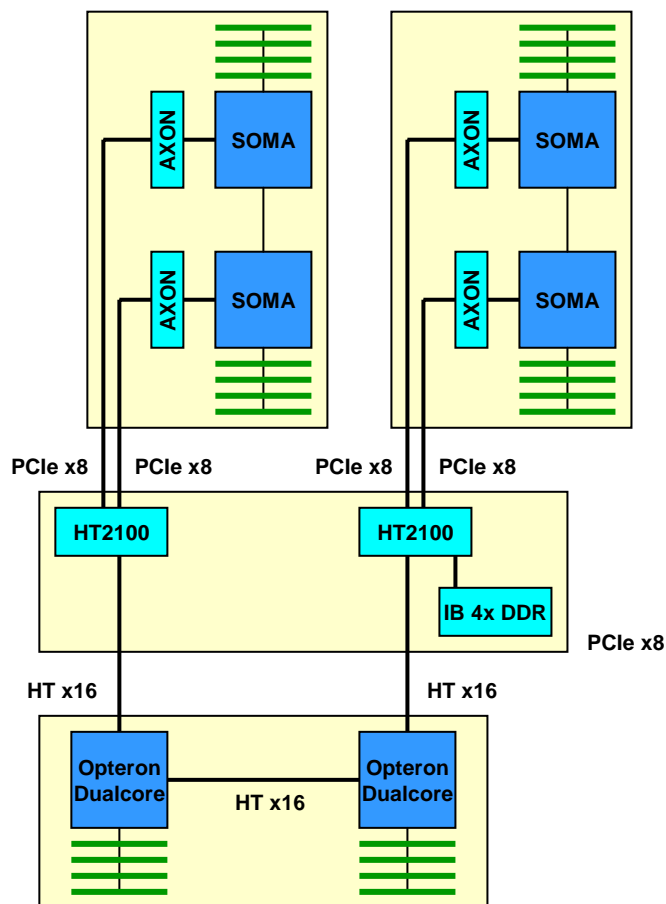 AXON
SOMA
AXON
SOMA
AXON
SOMA
AXON
SOMA
PCIe x8
PCIe x8
PCIe x8
PCIe x8
HT2100
HT2100
IB 4x DDR
PCIe x8
HT x16
HT x16
Opteron
Dualcore
HT x16
Opteron
Dualcore